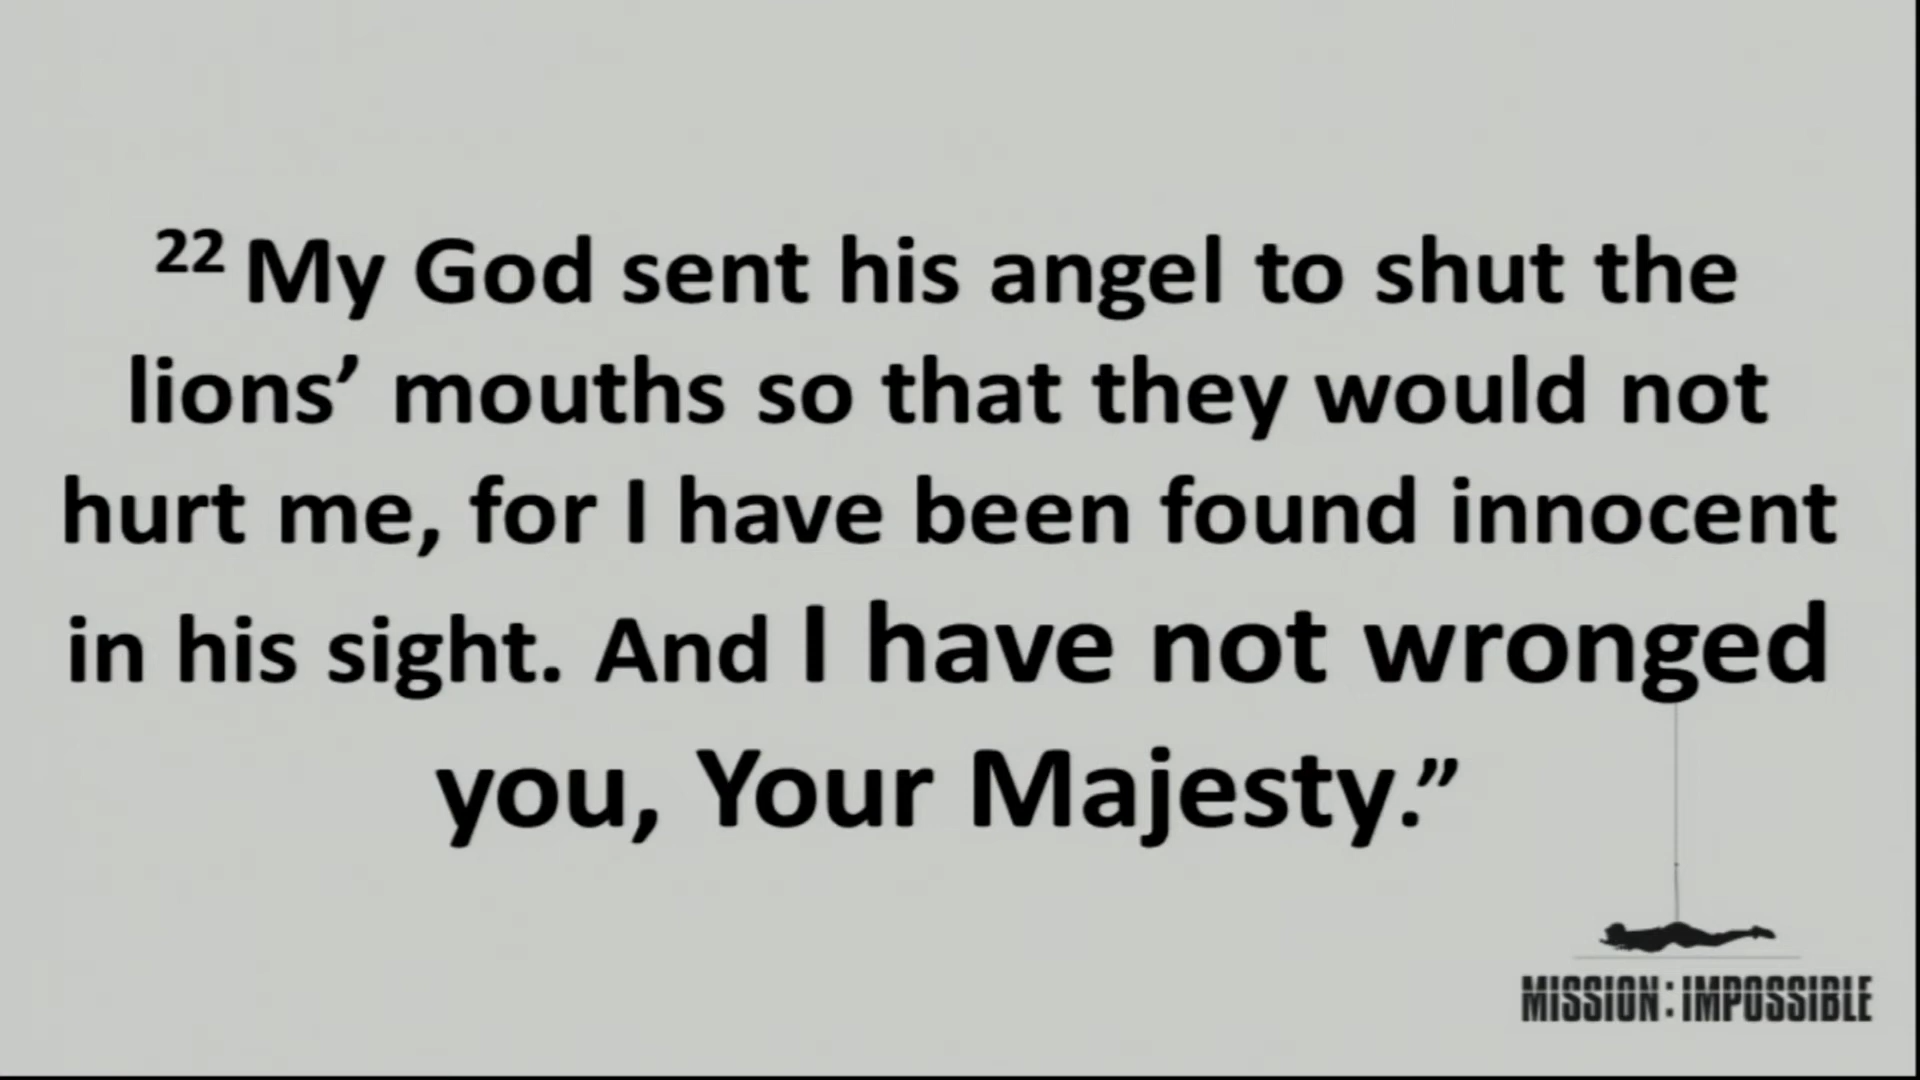 22 My God sent his angel to shut the
lions’ mouths so that they would not
hurt me, for I have been found innocent
in his sight. And I have not wronged
you, Your Majesty.”
MISSION:IMPOSSIBLE